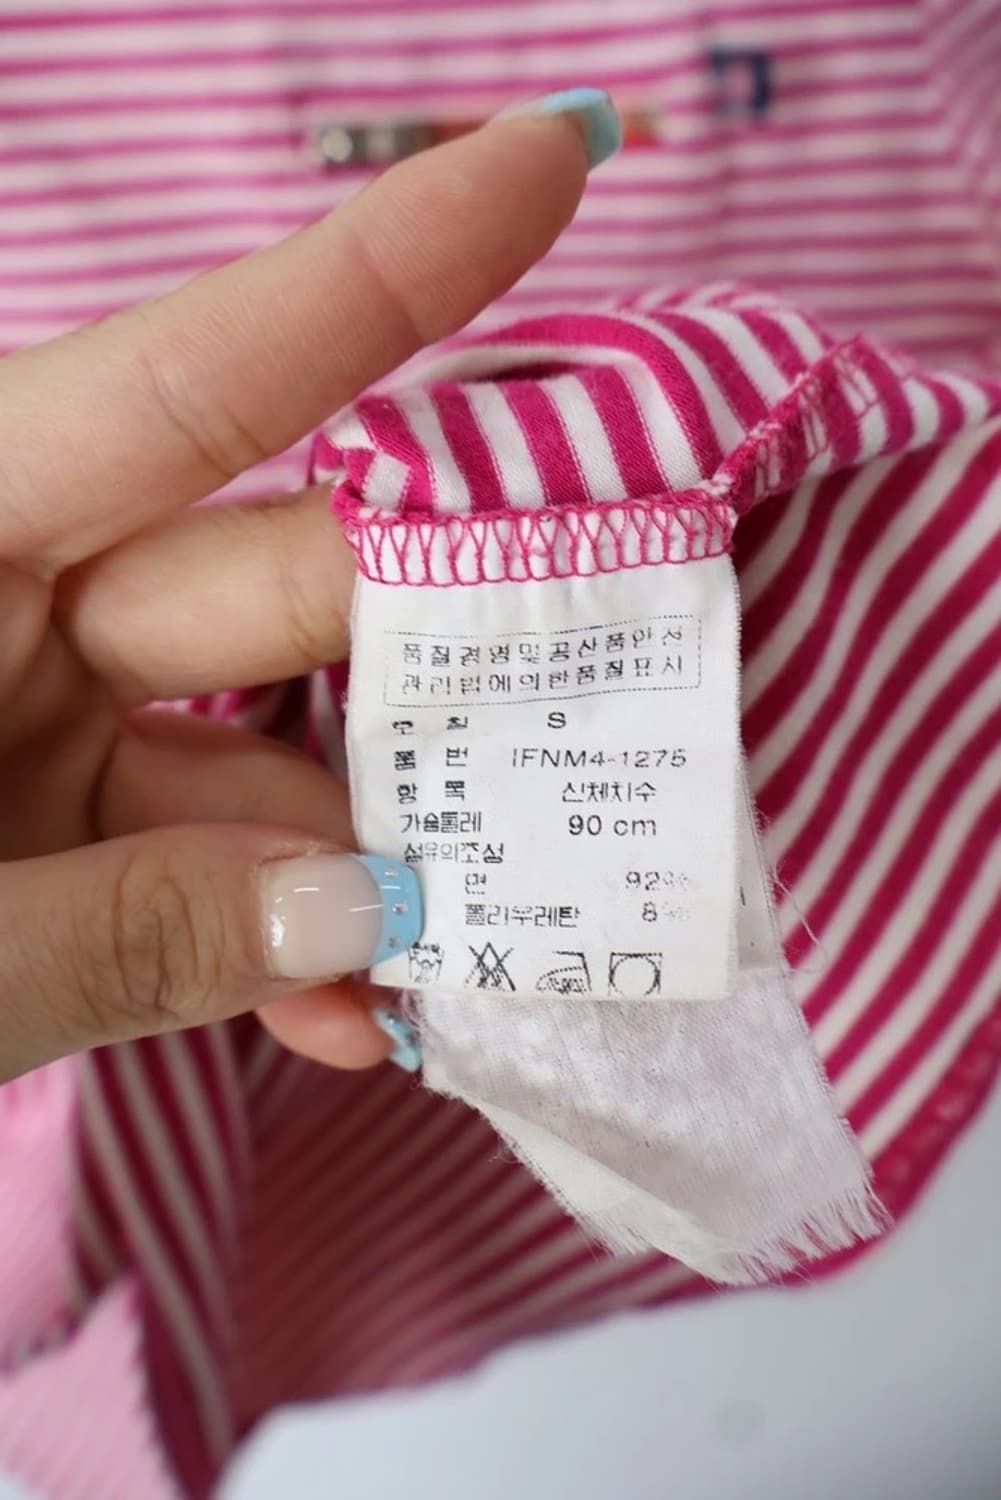 품질경영및공산품안전
관리법에의한품질표시
호 칭 S
품 번 IFNM4-1275
항 목 신체치수
가슴둘레 90 cm
섬유의조성
면 92%
폴리우레탄 8%